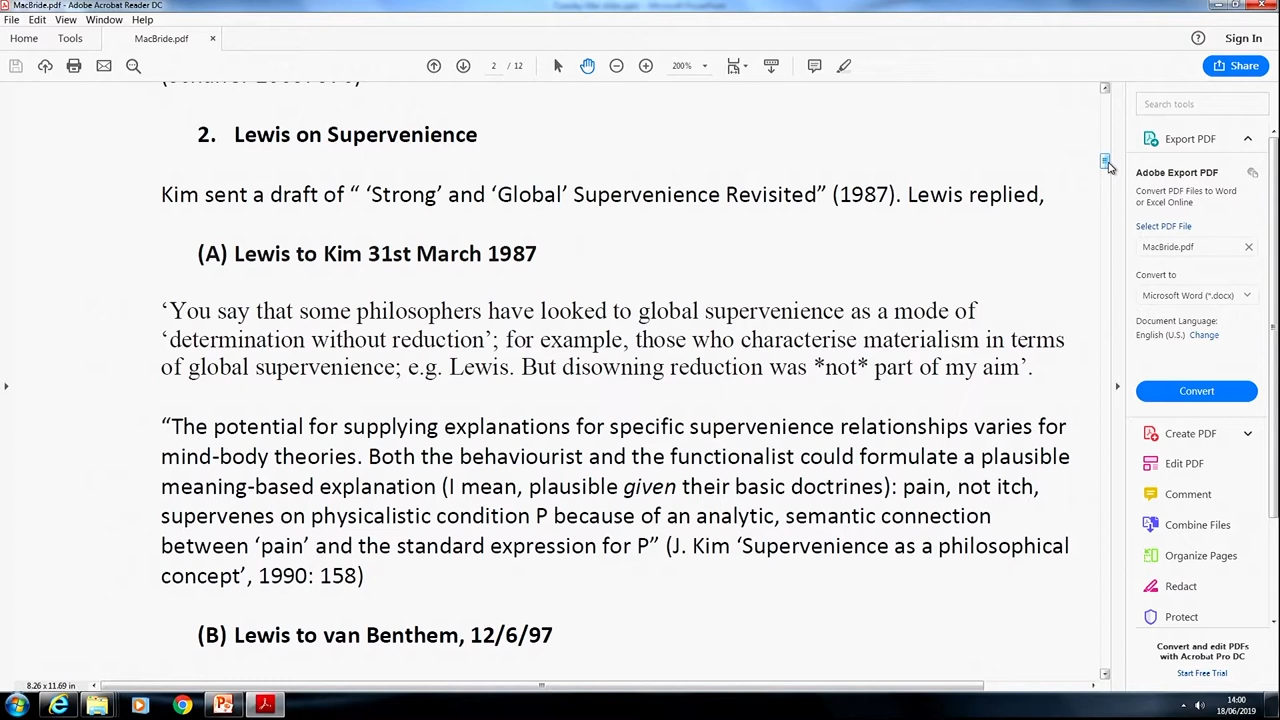 MacBride.pdf - Adobe Acrobat Reader DC
File Edit View Window Help
Home Tools MacBride.pdf ×
Sign In
2 / 12
200%
Share
2. Lewis on Supervenience
Kim sent a draft of “ ‘Strong’ and ‘Global’ Supervenience Revisited” (1987). Lewis replied,
(A) Lewis to Kim 31st March 1987
‘You say that some philosophers have looked to global supervenience as a mode of
‘determination without reduction’; for example, those who characterise materialism in terms
of global supervenience; e.g. Lewis. But disowning reduction was *not* part of my aim’.
“The potential for supplying explanations for specific supervenience relationships varies for
mind-body theories. Both the behaviourist and the functionalist could formulate a plausible
meaning-based explanation (I mean, plausible given their basic doctrines): pain, not itch,
supervenes on physicalistic condition P because of an analytic, semantic connection
between ‘pain’ and the standard expression for P” (J. Kim ‘Supervenience as a philosophical
concept’, 1990: 158)
(B) Lewis to van Benthem, 12/6/97
8.26 x 11.69 in
Search tools
Export PDF
Adobe Export PDF
Convert PDF Files to Word
or Excel Online
Select PDF File
MacBride.pdf
Convert to
Microsoft Word (*.docx)
Document Language:
English (U.S.) Change
Convert
Create PDF
Edit PDF
Comment
Combine Files
Organize Pages
Redact
Protect
Convert and edit PDFs
with Acrobat Pro DC
Start Free Trial
14:00
18/06/2019